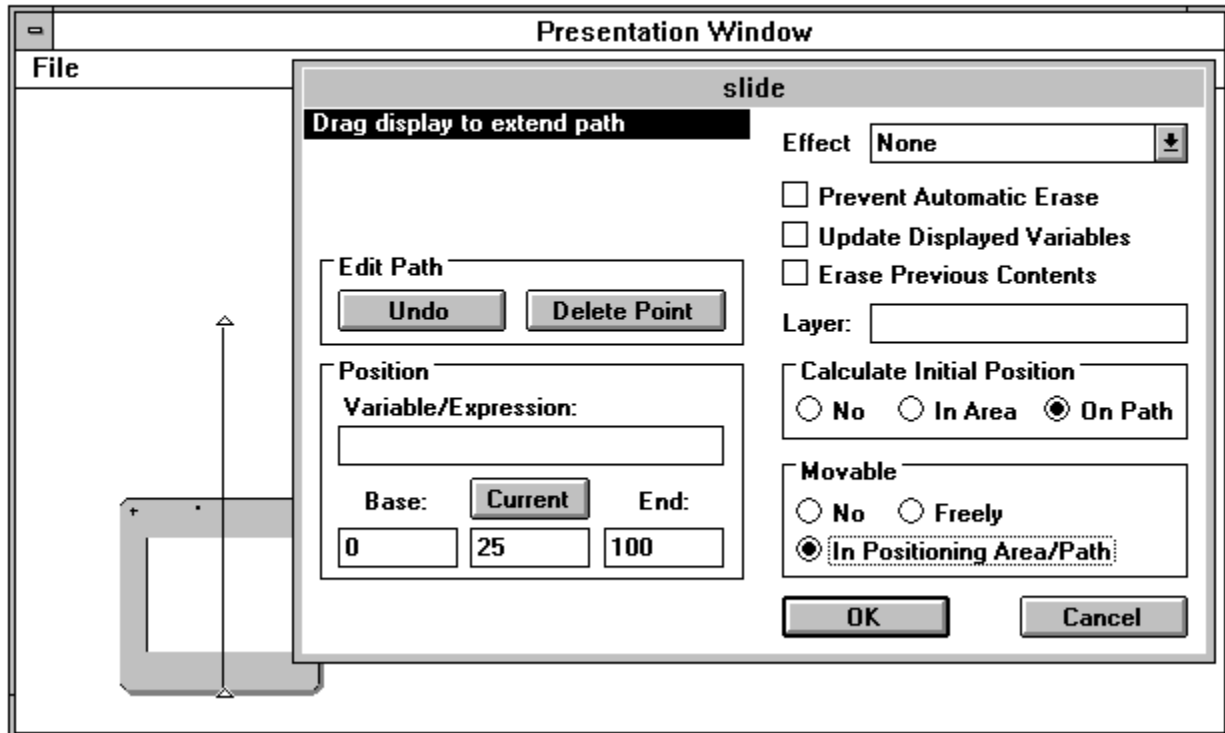 Presentation Window
File
slide
Drag display to extend path
Effect None
Prevent Automatic Erase
Update Displayed Variables
Erase Previous Contents
Edit Path
Undo Delete Point
Layer:
Position
Variable/Expression:
Calculate Initial Position
No In Area On Path
Base: Current End:
0 25 100
Movable
No Freely
In Positioning Area/Path
OK Cancel